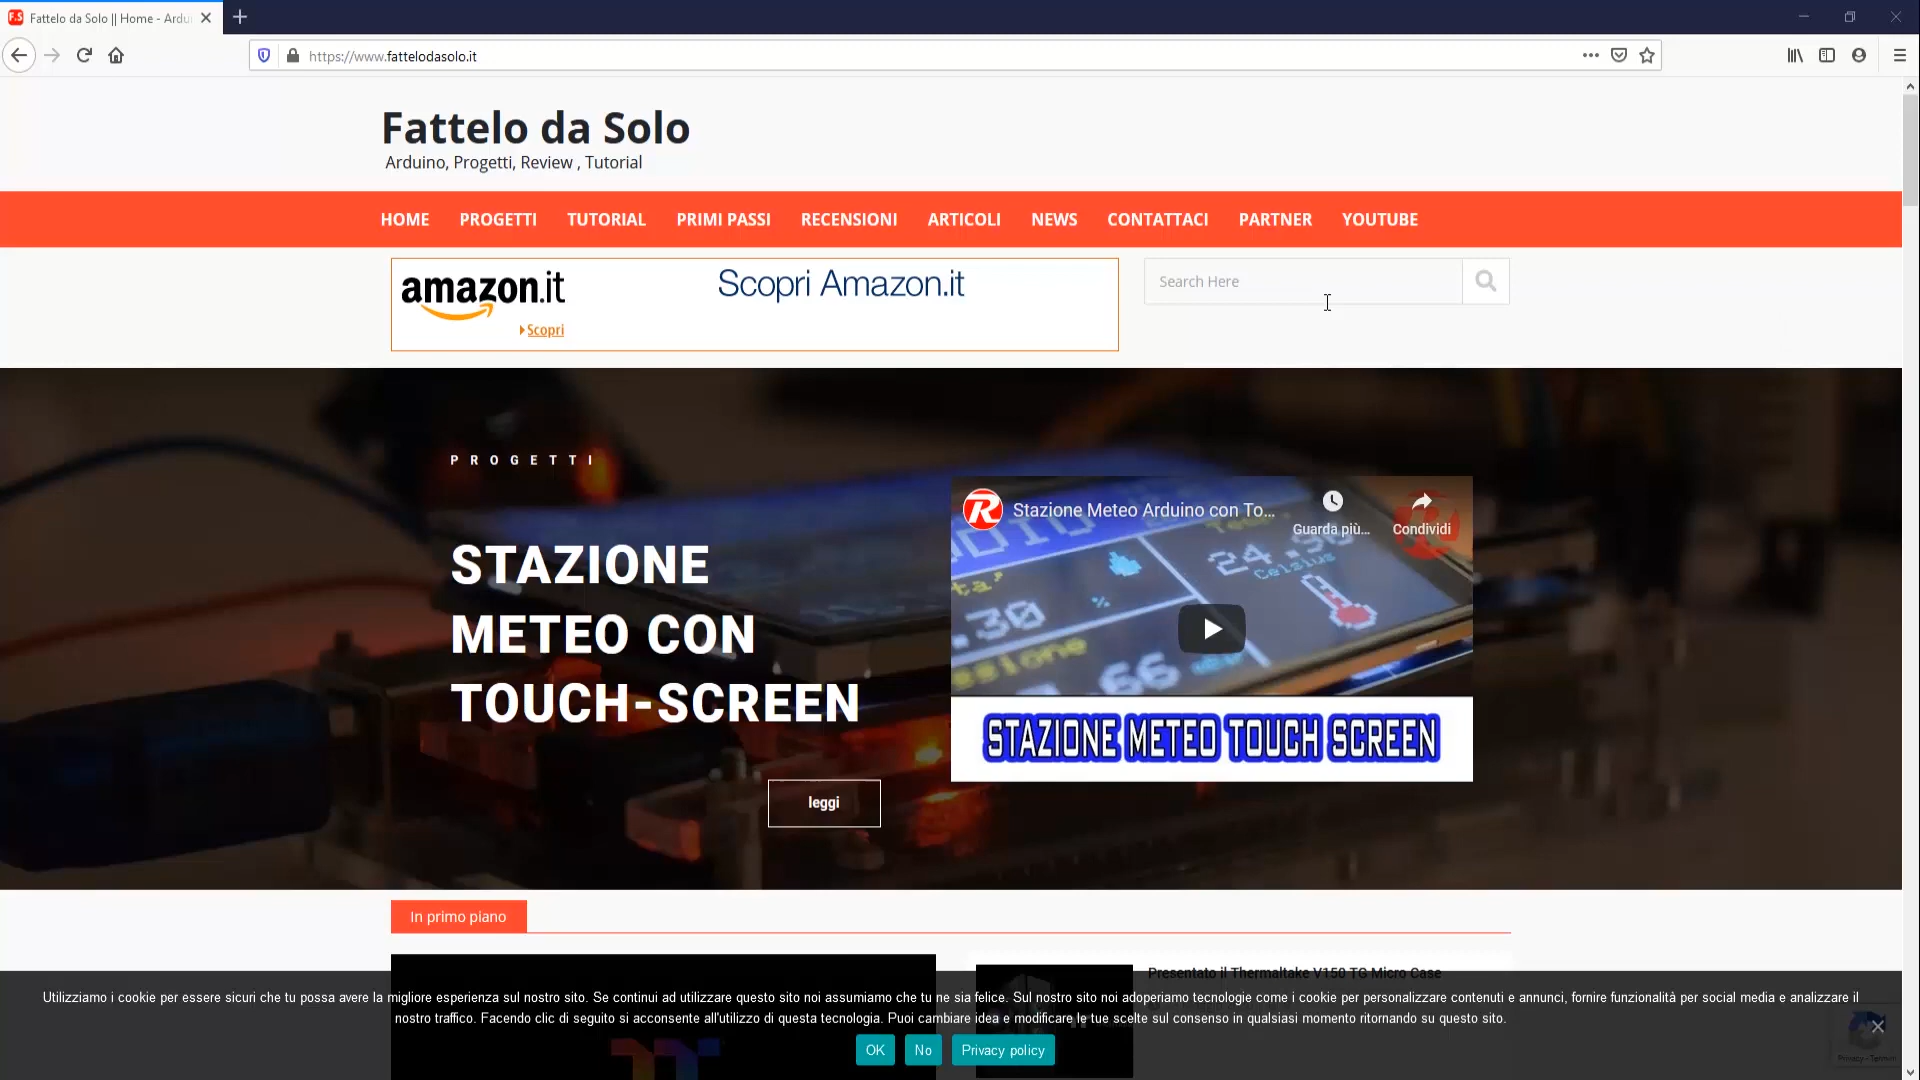 Fattelo da Solo || Home - Ardui
https://www.fattelodasolo.it
Fattelo da Solo
Arduino, Progetti, Review , Tutorial
HOME PROGETTI TUTORIAL PRIMI PASSI RECENSIONI ARTICOLI NEWS CONTATTACI PARTNER YOUTUBE
amazon.it
Scopri Amazon.it
Scopri
Search Here
PROGETTI
STAZIONE
METEO CON
TOUCH-SCREEN
leggi
Stazione Meteo Arduino con To...
Guarda più...
Condividi
Celsius
.30 %
66
STAZIONE METEO TOUCH SCREEN
In primo piano
Presentato il Thermaltake V150 TG Micro Case
Utilizziamo i cookie per essere sicuri che tu possa avere la migliore esperienza sul nostro sito. Se continui ad utilizzare questo sito noi assumiamo che tu ne sia felice. Sul nostro sito noi adoperiamo tecnologie come i cookie per personalizzare contenuti e annunci, fornire funzionalità per social media e analizzare il
nostro traffico. Facendo clic di seguito si acconsente all'utilizzo di questa tecnologia. Puoi cambiare idea e modificare le tue scelte sul consenso in qualsiasi momento ritornando su questo sito.
OK
No
Privacy policy
Privacy - Termini